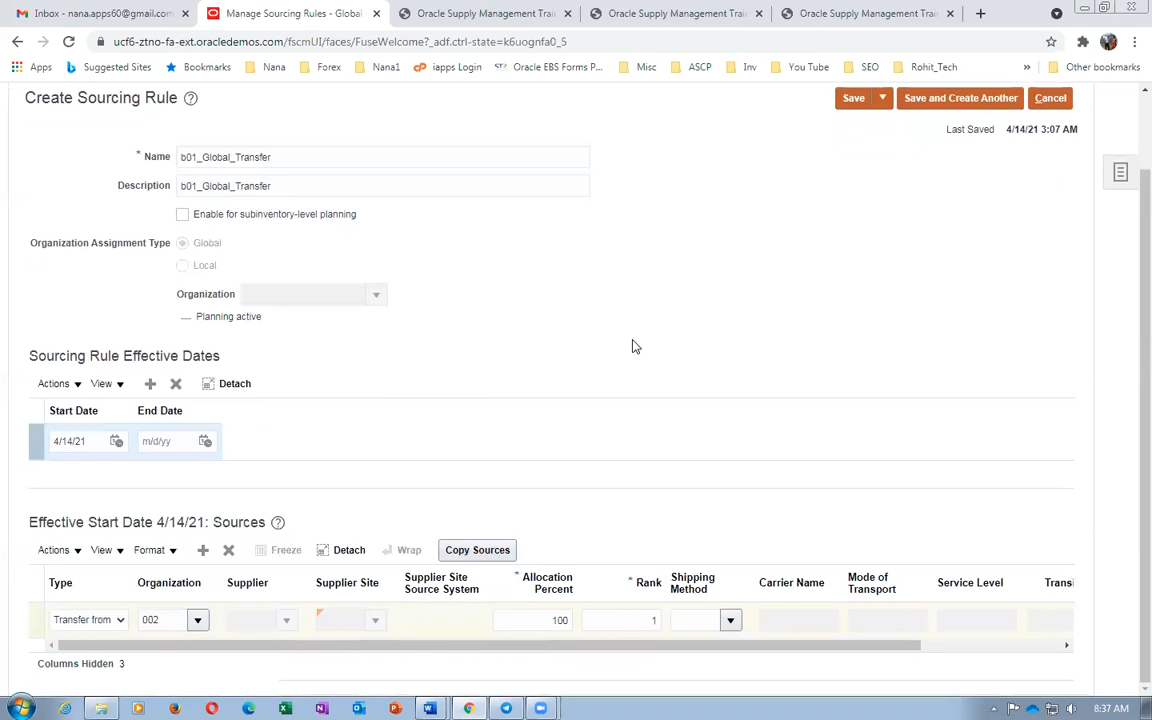 Inbox - nana.apps60@gmail.com
Manage Sourcing Rules - Global
Oracle Supply Management Trai
Oracle Supply Management Trai
Oracle Supply Management Trai
ucf6-ztno-fa-ext.oracledemos.com/fscmUI/faces/FuseWelcome?_adf.ctrl-state=k6uognfa0_5
Apps Suggested Sites Bookmarks Nana Forex Nana1 iapps Login Oracle EBS Forms P... Misc ASCP Inv You Tube SEO Rohit_Tech » Other bookmarks
Create Sourcing Rule ? Save Save and Create Another Cancel
Last Saved 4/14/21 3:07 AM
* Name b01_Global_Transfer
Description b01_Global_Transfer
Enable for subinventory-level planning
Organization Assignment Type Global
Local
Organization
Planning active
Sourcing Rule Effective Dates
Actions View Detach
Start Date End Date
4/14/21 m/d/yy
Effective Start Date 4/14/21: Sources ?
Actions View Format Freeze Detach Wrap Copy Sources
Type Organization Supplier Supplier Site Supplier Site Source System * Allocation Percent * Rank Shipping Method Carrier Name Mode of Transport Service Level Transi
Transfer from 002 100 1
Columns Hidden 3
8:37 AM